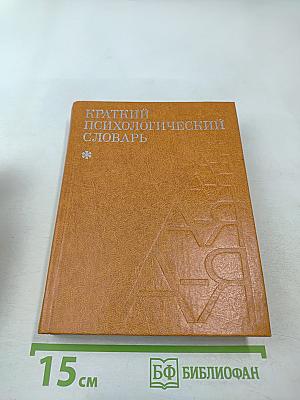 КРАТКИЙ
ПСИХОЛОГИЧЕСКИЙ
СЛОВАРЬ
*
А-Я
15 см
БФ БИБЛИОФАН